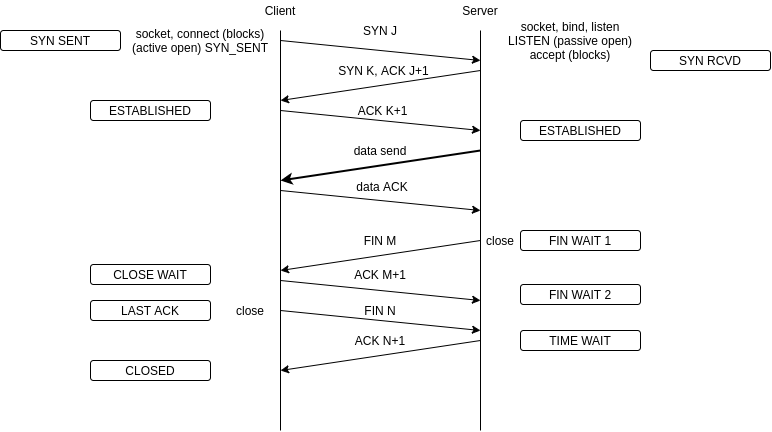 Client
Server
SYN SENT
socket, connect (blocks)
(active open) SYN_SENT
SYN J
socket, bind, listen
LISTEN (passive open)
accept (blocks)
SYN RCVD
SYN K, ACK J+1
ESTABLISHED
ACK K+1
ESTABLISHED
data send
data ACK
FIN M
close
FIN WAIT 1
CLOSE WAIT
ACK M+1
FIN WAIT 2
LAST ACK
close
FIN N
ACK N+1
TIME WAIT
CLOSED